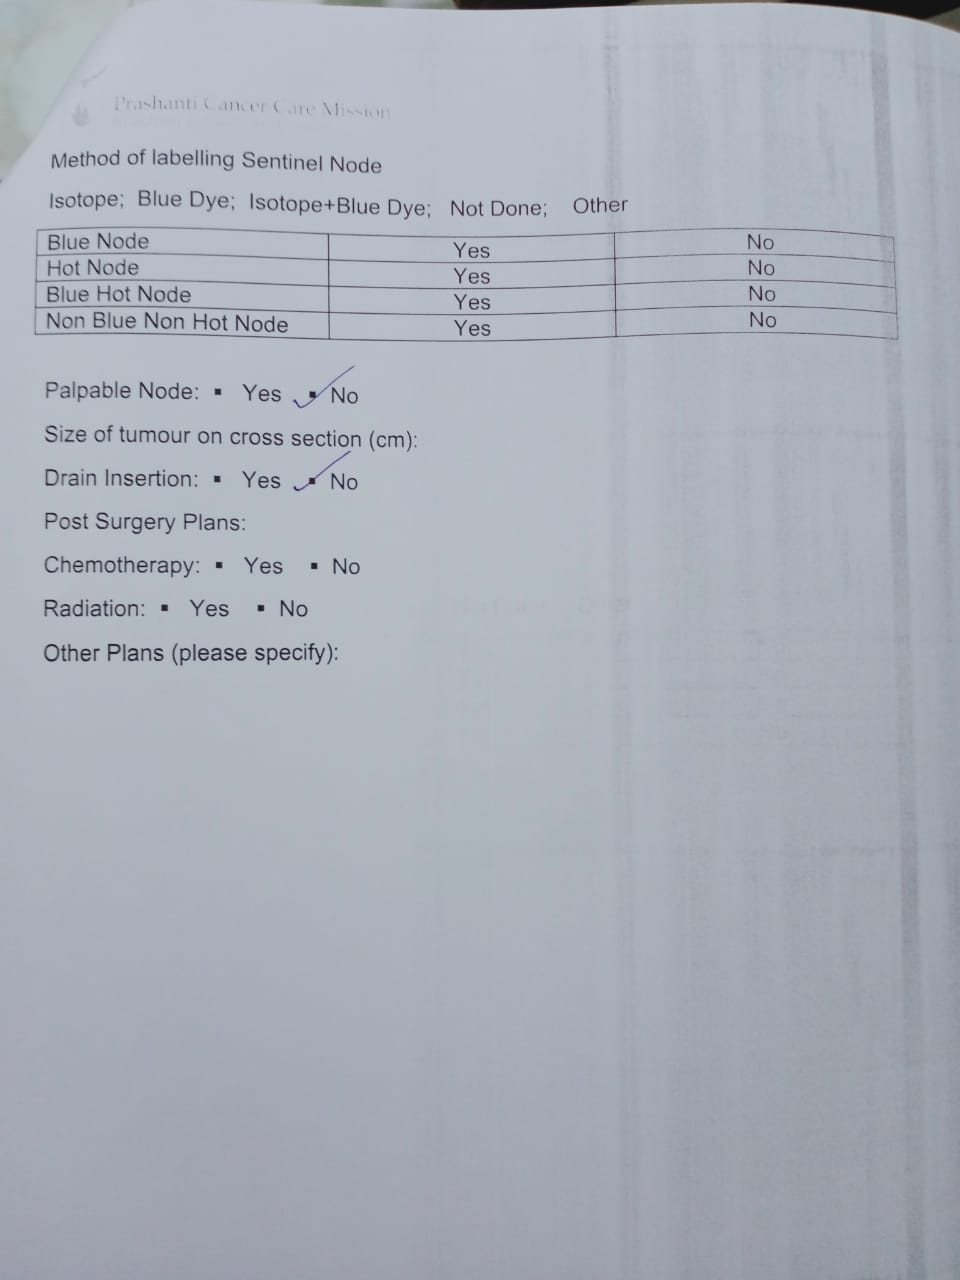 Prashanti Cancer Care Mission
Method of labelling Sentinel Node
Isotope; Blue Dye; Isotope+Blue Dye; Not Done; Other
Blue Node Yes No
Hot Node Yes No
Blue Hot Node Yes No
Non Blue Non Hot Node Yes No
Palpable Node: ▪ Yes ✓▪ No
Size of tumour on cross section (cm):
Drain Insertion: ▪ Yes ✓▪ No
Post Surgery Plans:
Chemotherapy: ▪ Yes ▪ No
Radiation: ▪ Yes ▪ No
Other Plans (please specify):